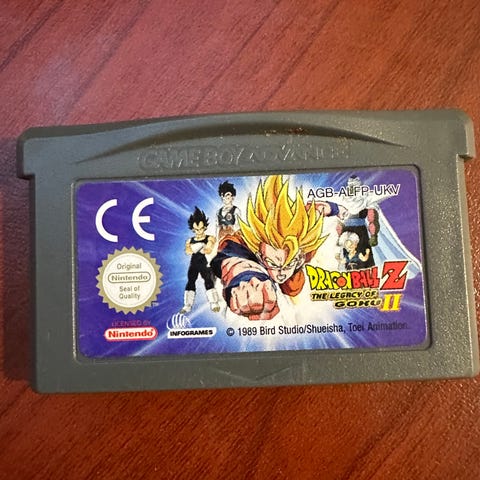 GAME BOY ADVANCE
AGB-ALFP-UKV
CE
Original
Nintendo
Seal of
Quality
DRAGON BALL Z
THE LEGACY OF
GOKU II
LICENSED BY
Nintendo
INFOGRAMES
© 1989 Bird Studio/Shueisha, Toei Animation.